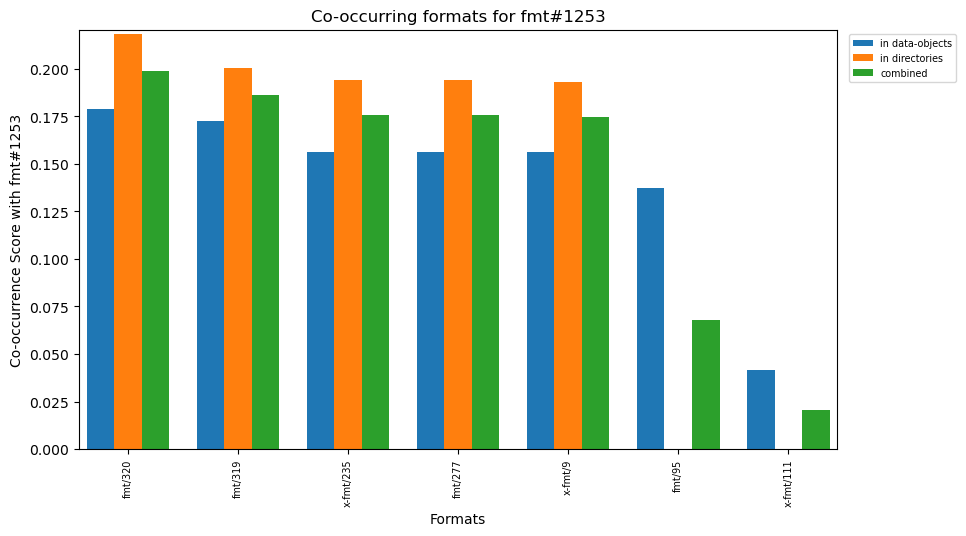 Co-occurring formats for fmt#1253
in data-objects
in directories
combined
Co-occurrence Score with fmt#1253
0.200
0.175
0.150
0.125
0.100
0.075
0.050
0.025
0.000
fmt/320
fmt/319
x-fmt/235
fmt/277
x-fmt/9
fmt/95
x-fmt/111
Formats